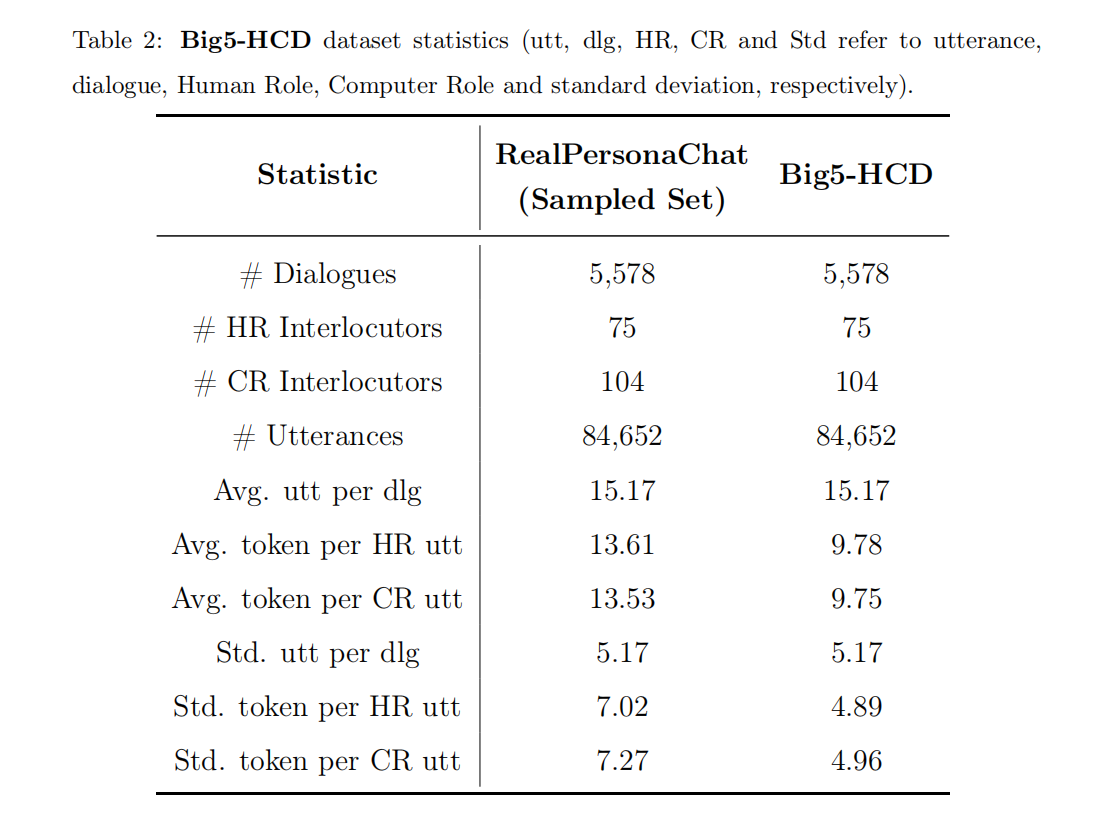 Table 2: Big5-HCD dataset statistics (utt, dlg, HR, CR and Std refer to utterance,
dialogue, Human Role, Computer Role and standard deviation, respectively).
Statistic RealPersonaChat (Sampled Set) Big5-HCD
# Dialogues 5,578 5,578
# HR Interlocutors 75 75
# CR Interlocutors 104 104
# Utterances 84,652 84,652
Avg. utt per dlg 15.17 15.17
Avg. token per HR utt 13.61 9.78
Avg. token per CR utt 13.53 9.75
Std. utt per dlg 5.17 5.17
Std. token per HR utt 7.02 4.89
Std. token per CR utt 7.27 4.96